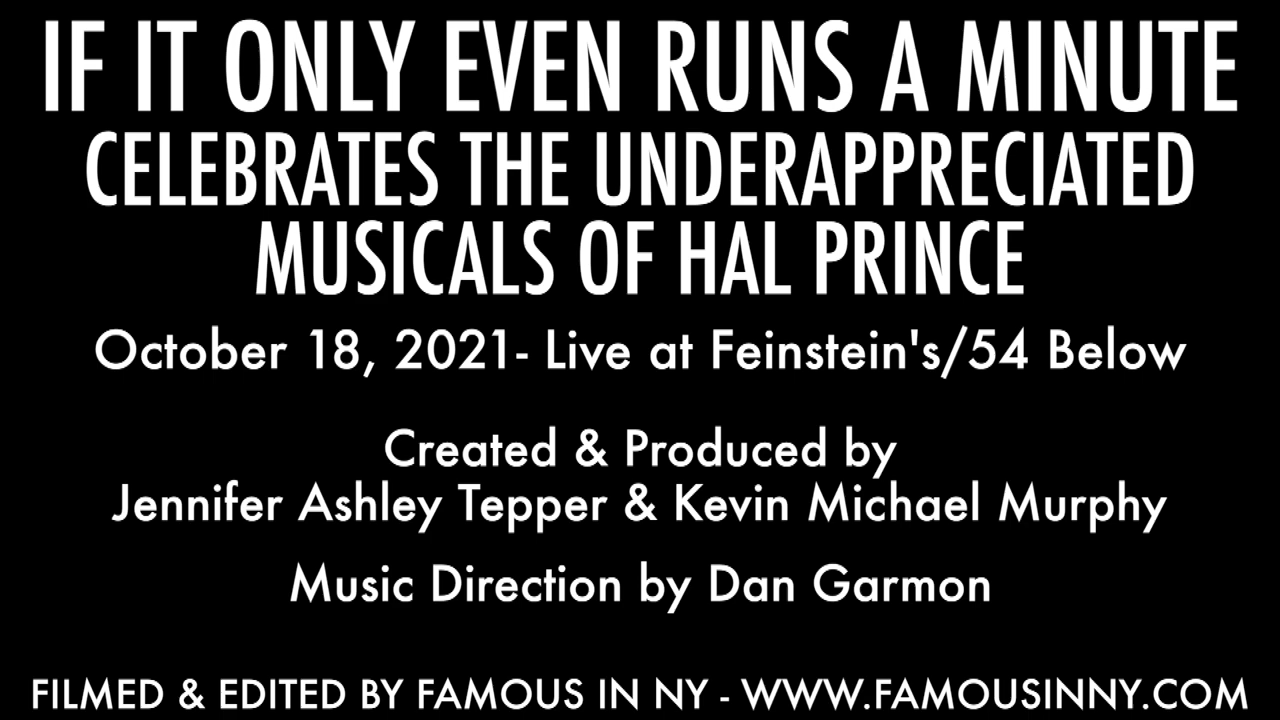 IF IT ONLY EVEN RUNS A MINUTE
CELEBRATES THE UNDERAPPRECIATED
MUSICALS OF HAL PRINCE
October 18, 2021- Live at Feinstein's/54 Below
Created & Produced by
Jennifer Ashley Tepper & Kevin Michael Murphy
Music Direction by Dan Garmon
FILMED & EDITED BY FAMOUS IN NY - WWW.FAMOUSINNY.COM